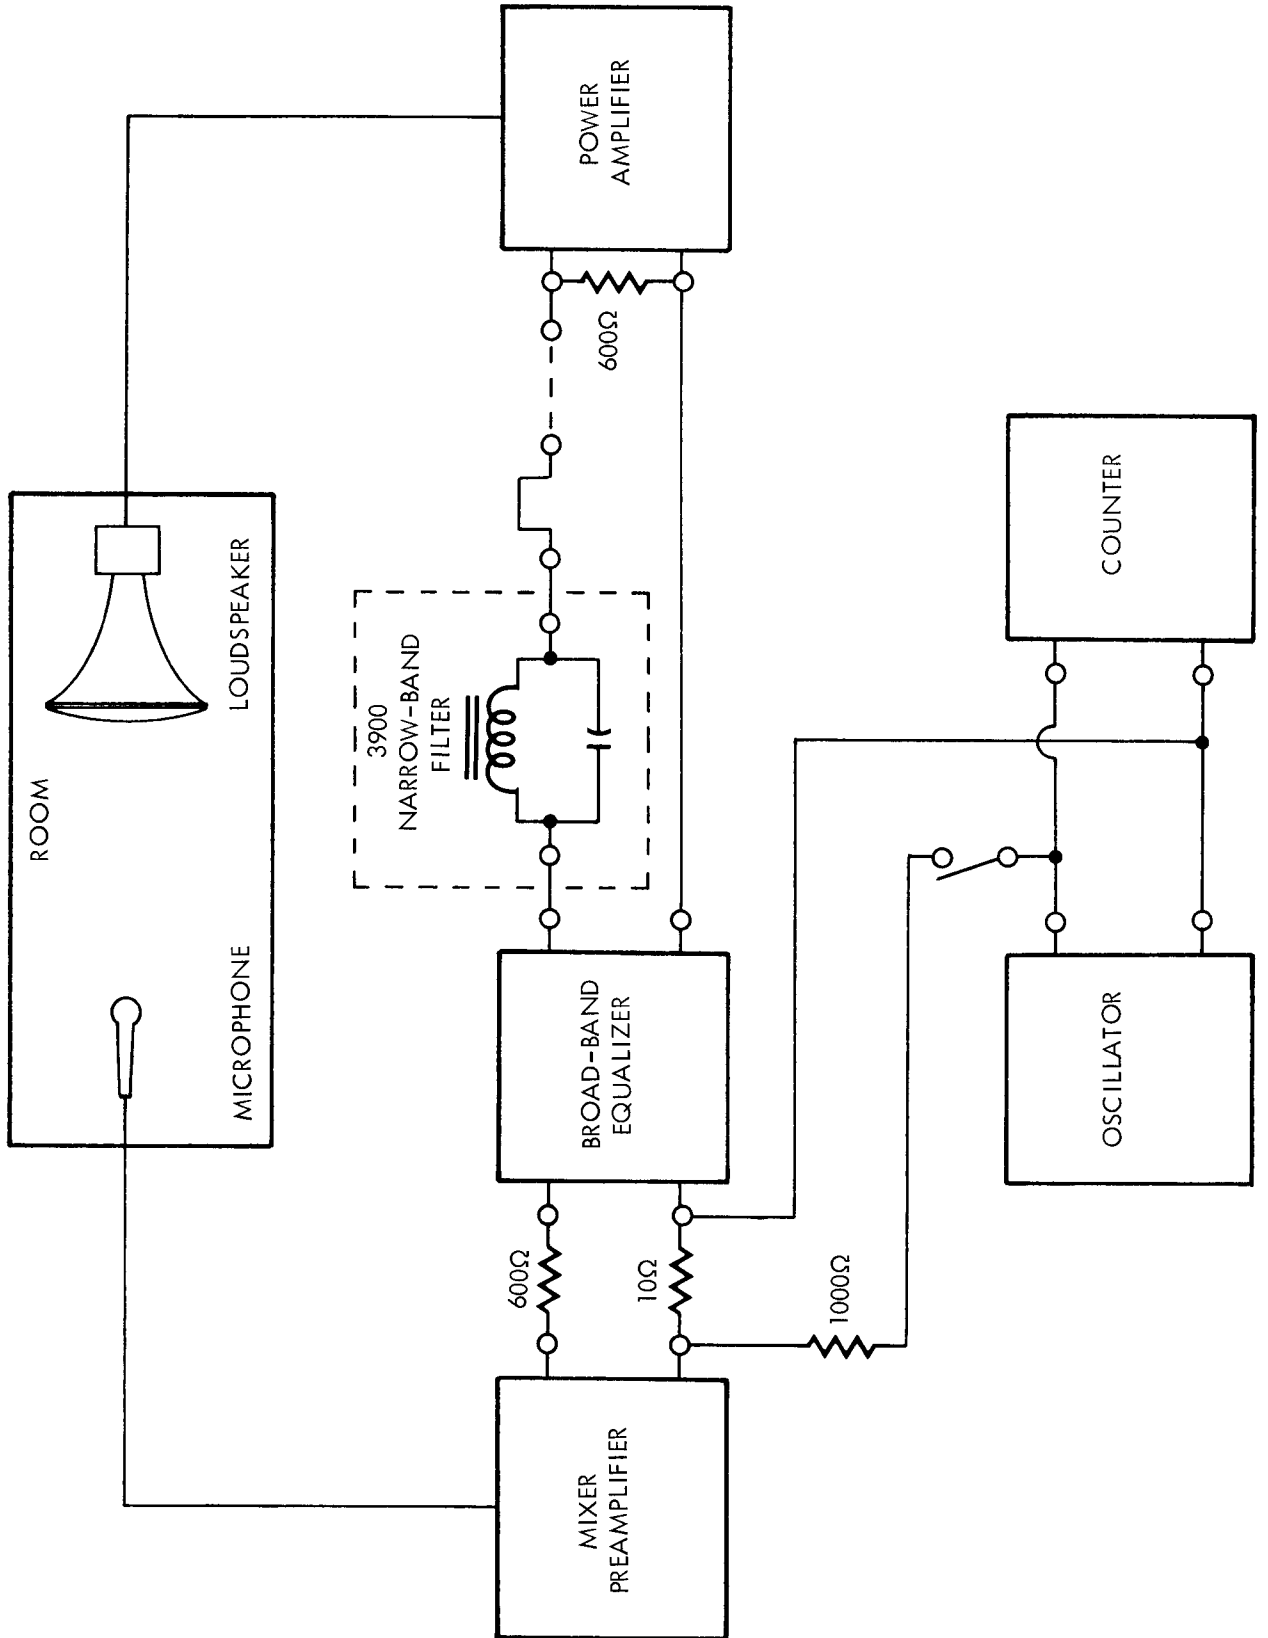 ROOM
MICROPHONE
LOUDSPEAKER
3900
NARROW-BAND
FILTER
MIXER
PREAMPLIFIER
600Ω
10Ω
BROAD-BAND
EQUALIZER
600Ω
POWER
AMPLIFIER
1000Ω
OSCILLATOR
COUNTER